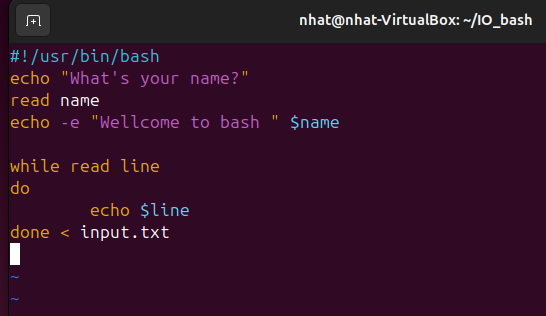 nhat@nhat-VirtualBox: ~/IO_bash
#!/usr/bin/bash
echo "What's your name?"
read name
echo -e "Wellcome to bash " $name

while read line
do
        echo $line
done < input.txt
~
~